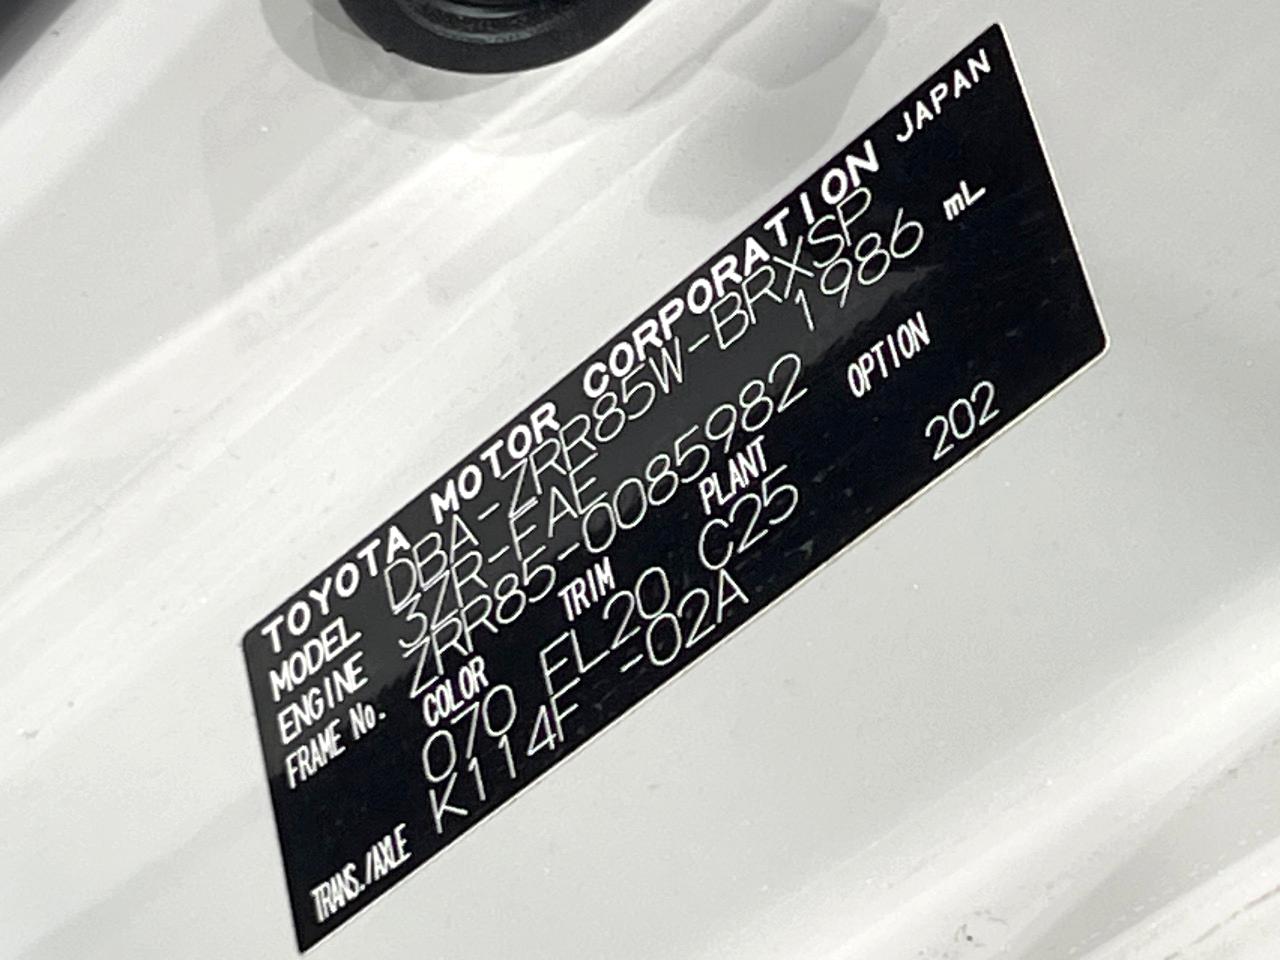 TOYOTA MOTOR CORPORATION JAPAN
MODEL DBA-ZRR85W-BRXSP
ENGINE 3ZR-FAE 1986 mL
FRAME No. ZRR85-0085982
COLOR TRIM PLANT OPTION
070 EL20 C25 202
TRANS./AXLE K114F -02A